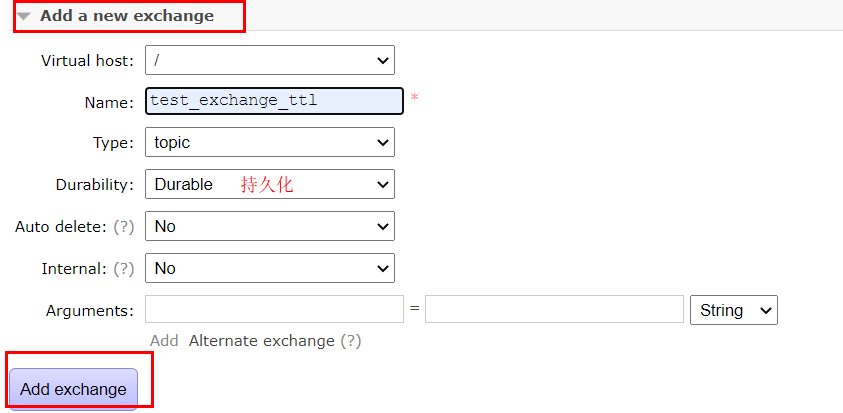 Add a new exchange
Virtual host: /
Name: test_exchange_ttl *
Type: topic
Durability: Durable 持久化
Auto delete: (?) No
Internal: (?) No
Arguments: = String
Add Alternate exchange (?)
Add exchange